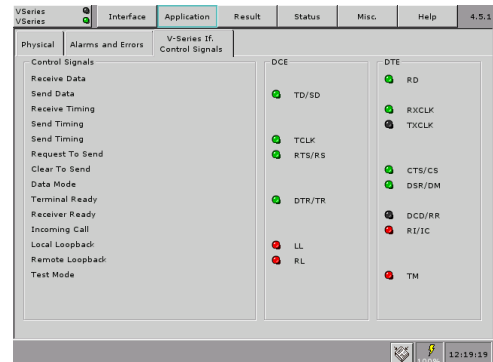 VSeries
VSeries
Interface
Application
Result
Status
Misc.
Help
4.5.1
Physical
Alarms and Errors
V-Series If.
Control Signals
Control Signals
DCE
DTE
Receive Data
RD
Send Data
TD/SD
Receive Timing
RXCLK
Send Timing
TXCLK
Send Timing
TCLK
Request To Send
RTS/RS
Clear To Send
CTS/CS
Data Mode
DSR/DM
Terminal Ready
DTR/TR
Receiver Ready
DCD/RR
Incoming Call
RI/IC
Local Loopback
LL
Remote Loopback
RL
Test Mode
TM
100%
12:19:19